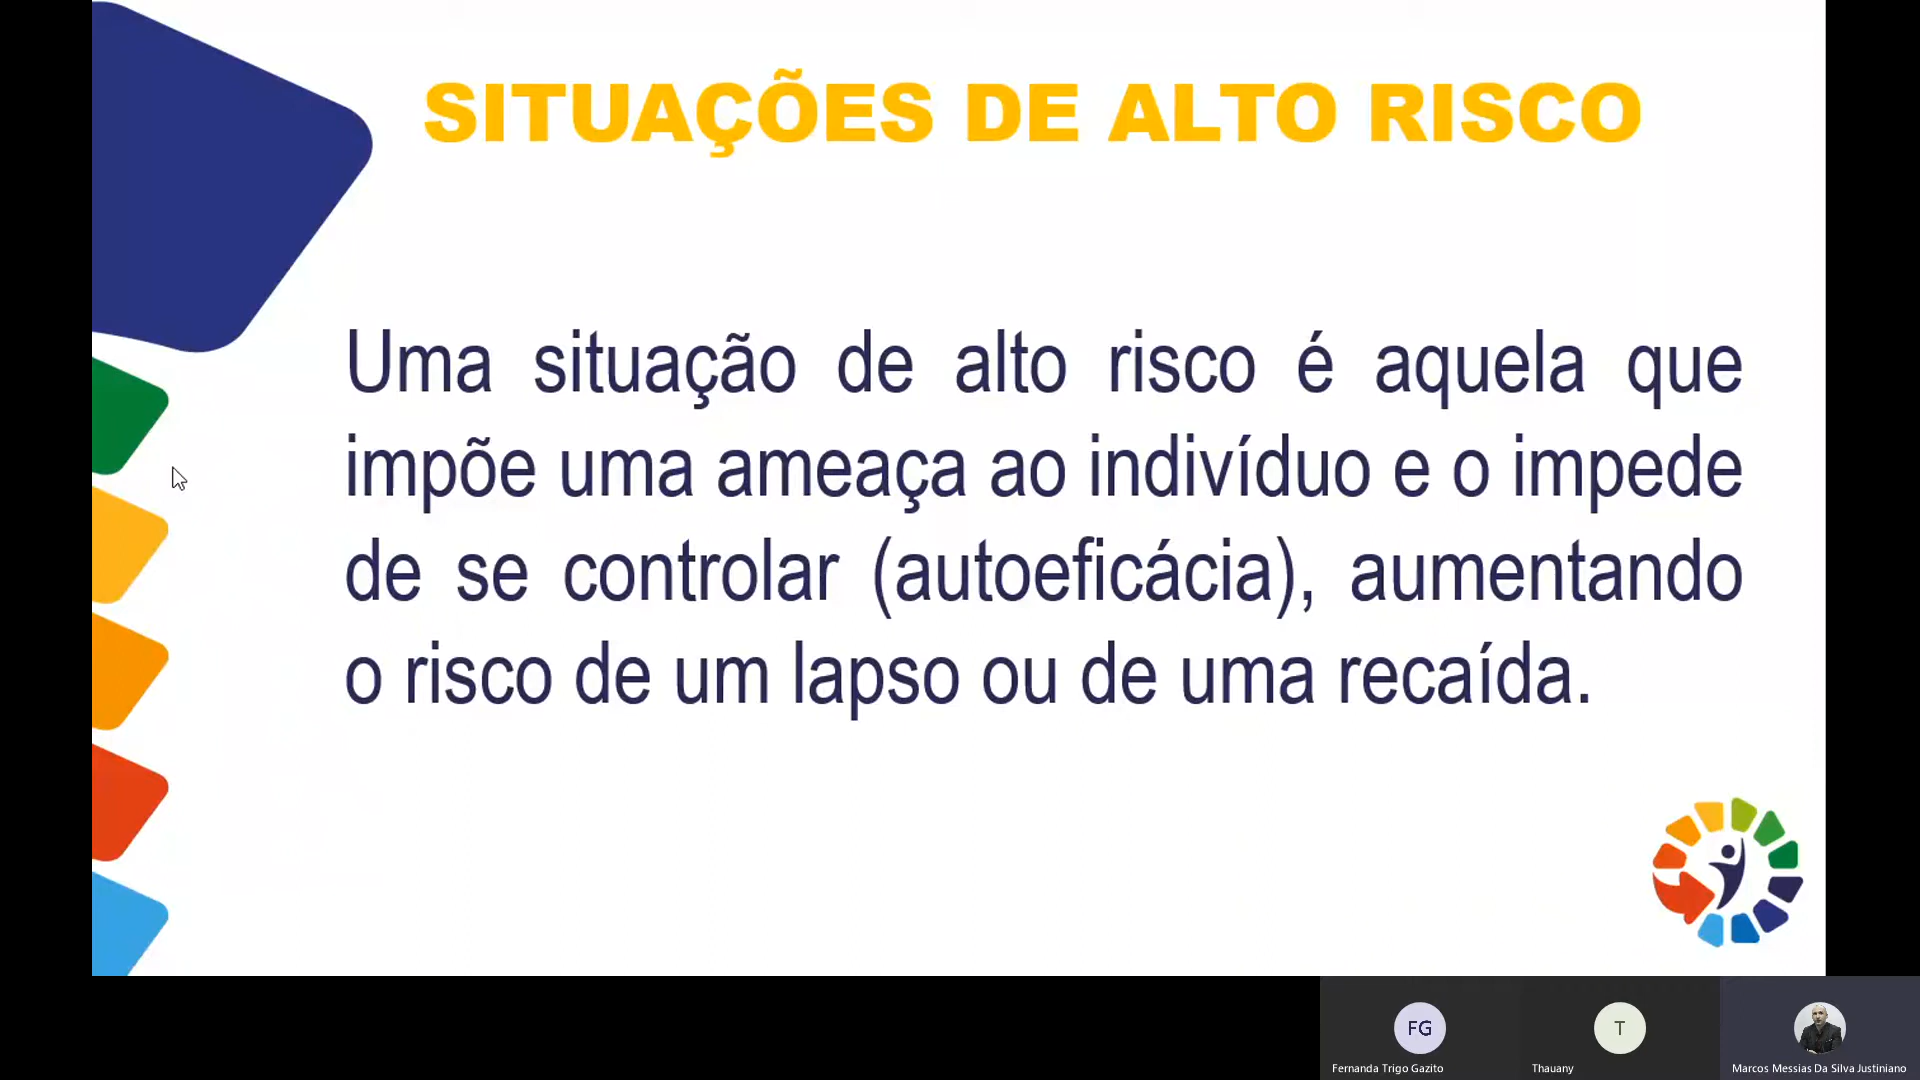 SITUAÇÕES DE ALTO RISCO
Uma situação de alto risco é aquela que
impõe uma ameaça ao indivíduo e o impede
de se controlar (autoeficácia), aumentando
o risco de um lapso ou de uma recaída.
FG
T
Fernanda Trigo Gazito
Thauany
Marcos Messias Da Silva Justiniano